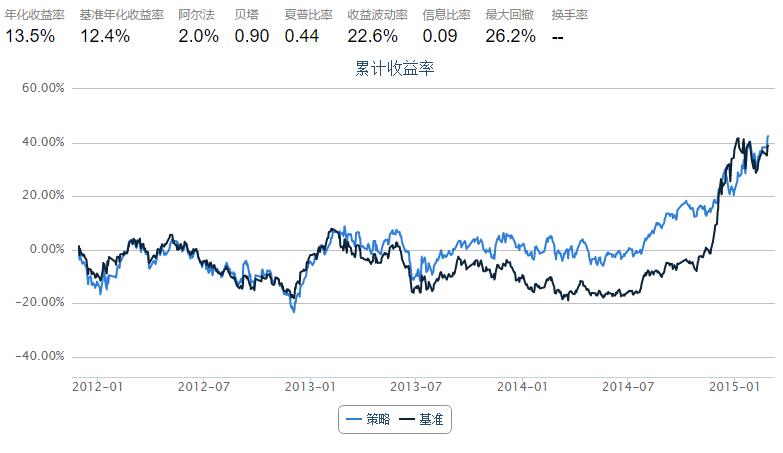 年化收益率 基准年化收益率 阿尔法 贝塔 夏普比率 收益波动率 信息比率 最大回撤 换手率
13.5% 12.4% 2.0% 0.90 0.44 22.6% 0.09 26.2% --
累计收益率
60.00%
40.00%
20.00%
0.00%
-20.00%
-40.00%
2012-01 2012-07 2013-01 2013-07 2014-01 2014-07 2015-01
策略 基准